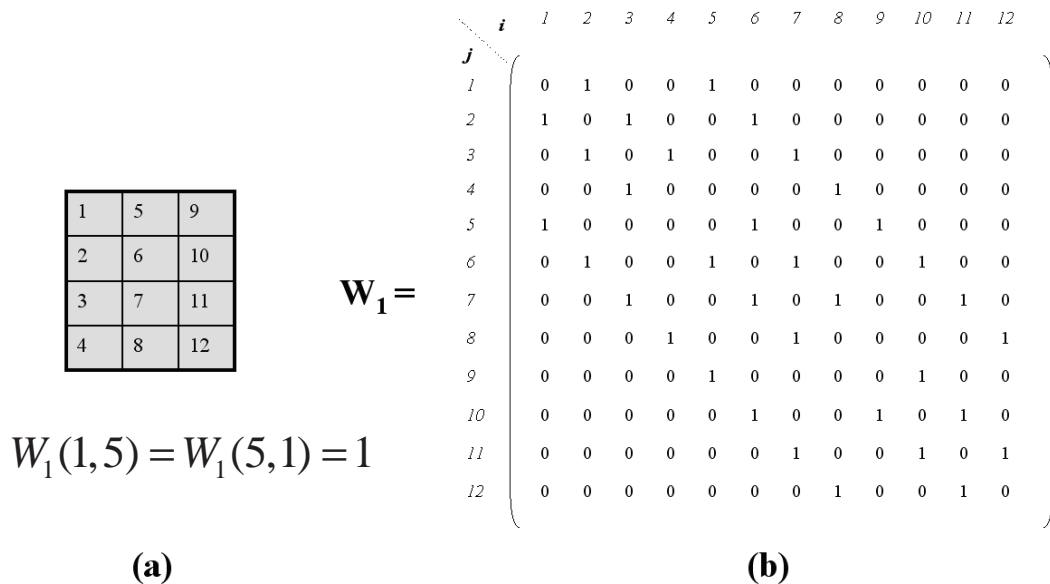 1 5 9
2 6 10
3 7 11
4 8 12
W₁(1,5) = W₁(5,1) = 1
(a)
W₁ =
i 1 2 3 4 5 6 7 8 9 10 11 12
j
1 0 1 0 0 1 0 0 0 0 0 0 0
2 1 0 1 0 0 1 0 0 0 0 0 0
3 0 1 0 1 0 0 1 0 0 0 0 0
4 0 0 1 0 0 0 0 1 0 0 0 0
5 1 0 0 0 0 1 0 0 1 0 0 0
6 0 1 0 0 1 0 1 0 0 1 0 0
7 0 0 1 0 0 1 0 1 0 0 1 0
8 0 0 0 1 0 0 1 0 0 0 0 1
9 0 0 0 0 1 0 0 0 0 1 0 0
10 0 0 0 0 0 1 0 0 1 0 1 0
11 0 0 0 0 0 0 1 0 0 1 0 1
12 0 0 0 0 0 0 0 1 0 0 1 0
(b)